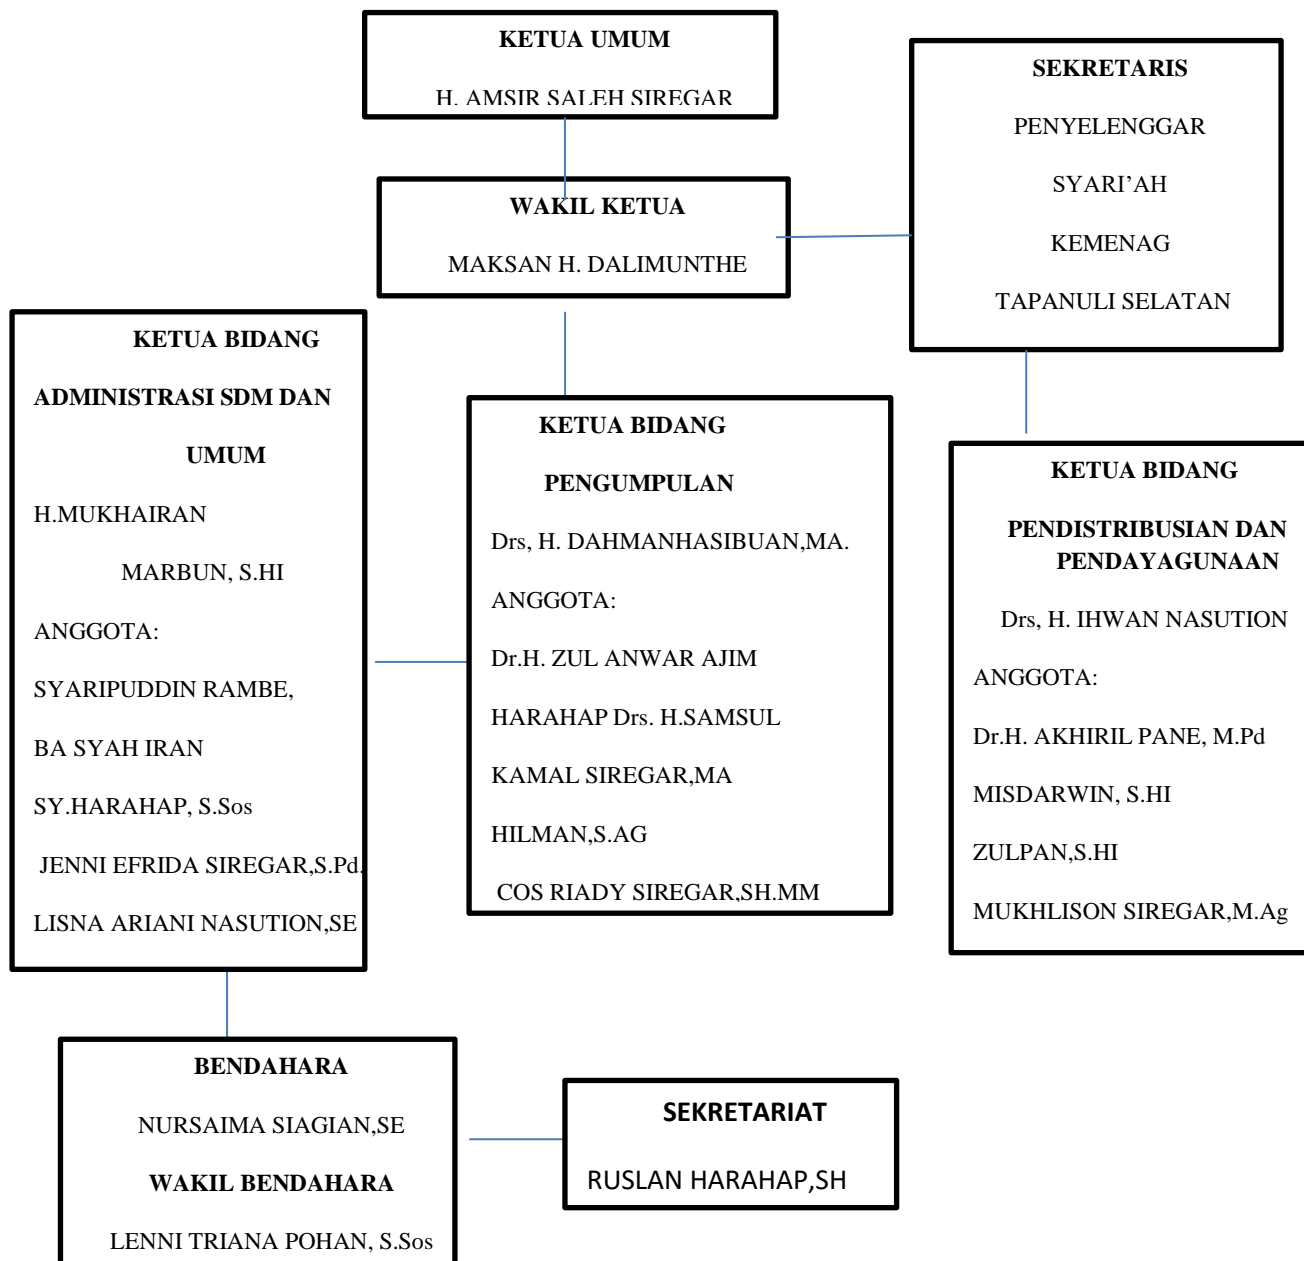 KETUA UMUM
H. AMSIR SALEH SIREGAR
SEKRETARIS
PENYELENGGAR
SYARI’AH
KEMENAG
TAPANULI SELATAN
WAKIL KETUA
MAKSAN H. DALIMUNTHE
KETUA BIDANG
ADMINISTRASI SDM DAN
UMUM
H.MUKHAIRAN
MARBUN, S.HI
ANGGOTA:
SYARIPUDDIN RAMBE,
BA SYAH IRAN
SY.HARAHAP, S.Sos
JENNI EFRIDA SIREGAR,S.Pd.
LISNA ARIANI NASUTION,SE
KETUA BIDANG
PENGUMPULAN
Drs, H. DAHMANHASIBUAN,MA.
ANGGOTA:
Dr.H. ZUL ANWAR AJIM
HARAHAP Drs. H.SAMSUL
KAMAL SIREGAR,MA
HILMAN,S.AG
COS RIADY SIREGAR,SH.MM
KETUA BIDANG
PENDISTRIBUSIAN DAN
PENDAYAGUNAAN
Drs, H. IHWAN NASUTION
ANGGOTA:
Dr.H. AKHIRIL PANE, M.Pd
MISDARWIN, S.HI
ZULPAN,S.HI
MUKHLISON SIREGAR,M.Ag
BENDAHARA
NURSAIMA SIAGIAN,SE
WAKIL BENDAHARA
LENNI TRIANA POHAN, S.Sos
SEKRETARIAT
RUSLAN HARAHAP,SH